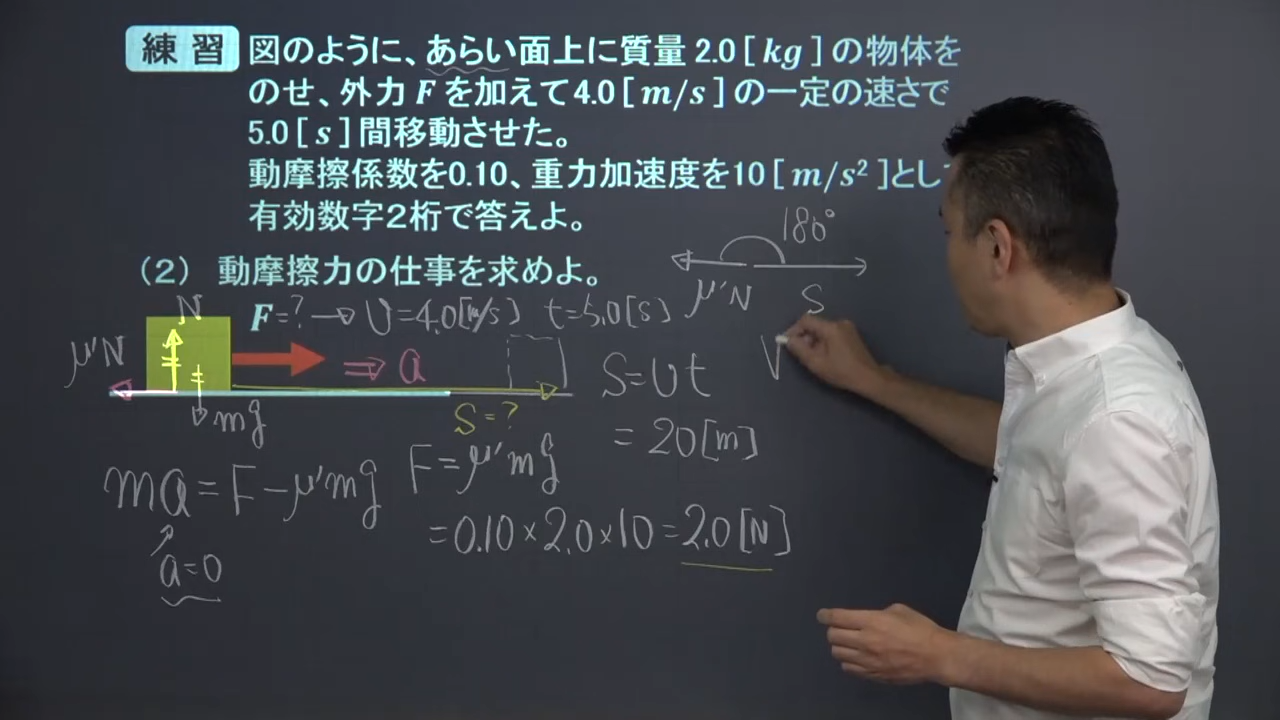 練習 図のように、あらい面上に質量2.0[kg]の物体を
のせ、外力Fを加えて4.0[m/s]の一定の速さで
5.0[s]間移動させた。
動摩擦係数を0.10、重力加速度を10[m/s²]とし
有効数字2桁で答えよ。
(2) 動摩擦力の仕事を求めよ。
180°
μ'N S
N
F=? → v=4.0[m/s] t=5.0[s]
μ'N
⇒ a
S=vt
S=?
mg
=20[m]
ma=F-μ'mg
F=μ'mg
=0.10×2.0×10=2.0[N]
a=0